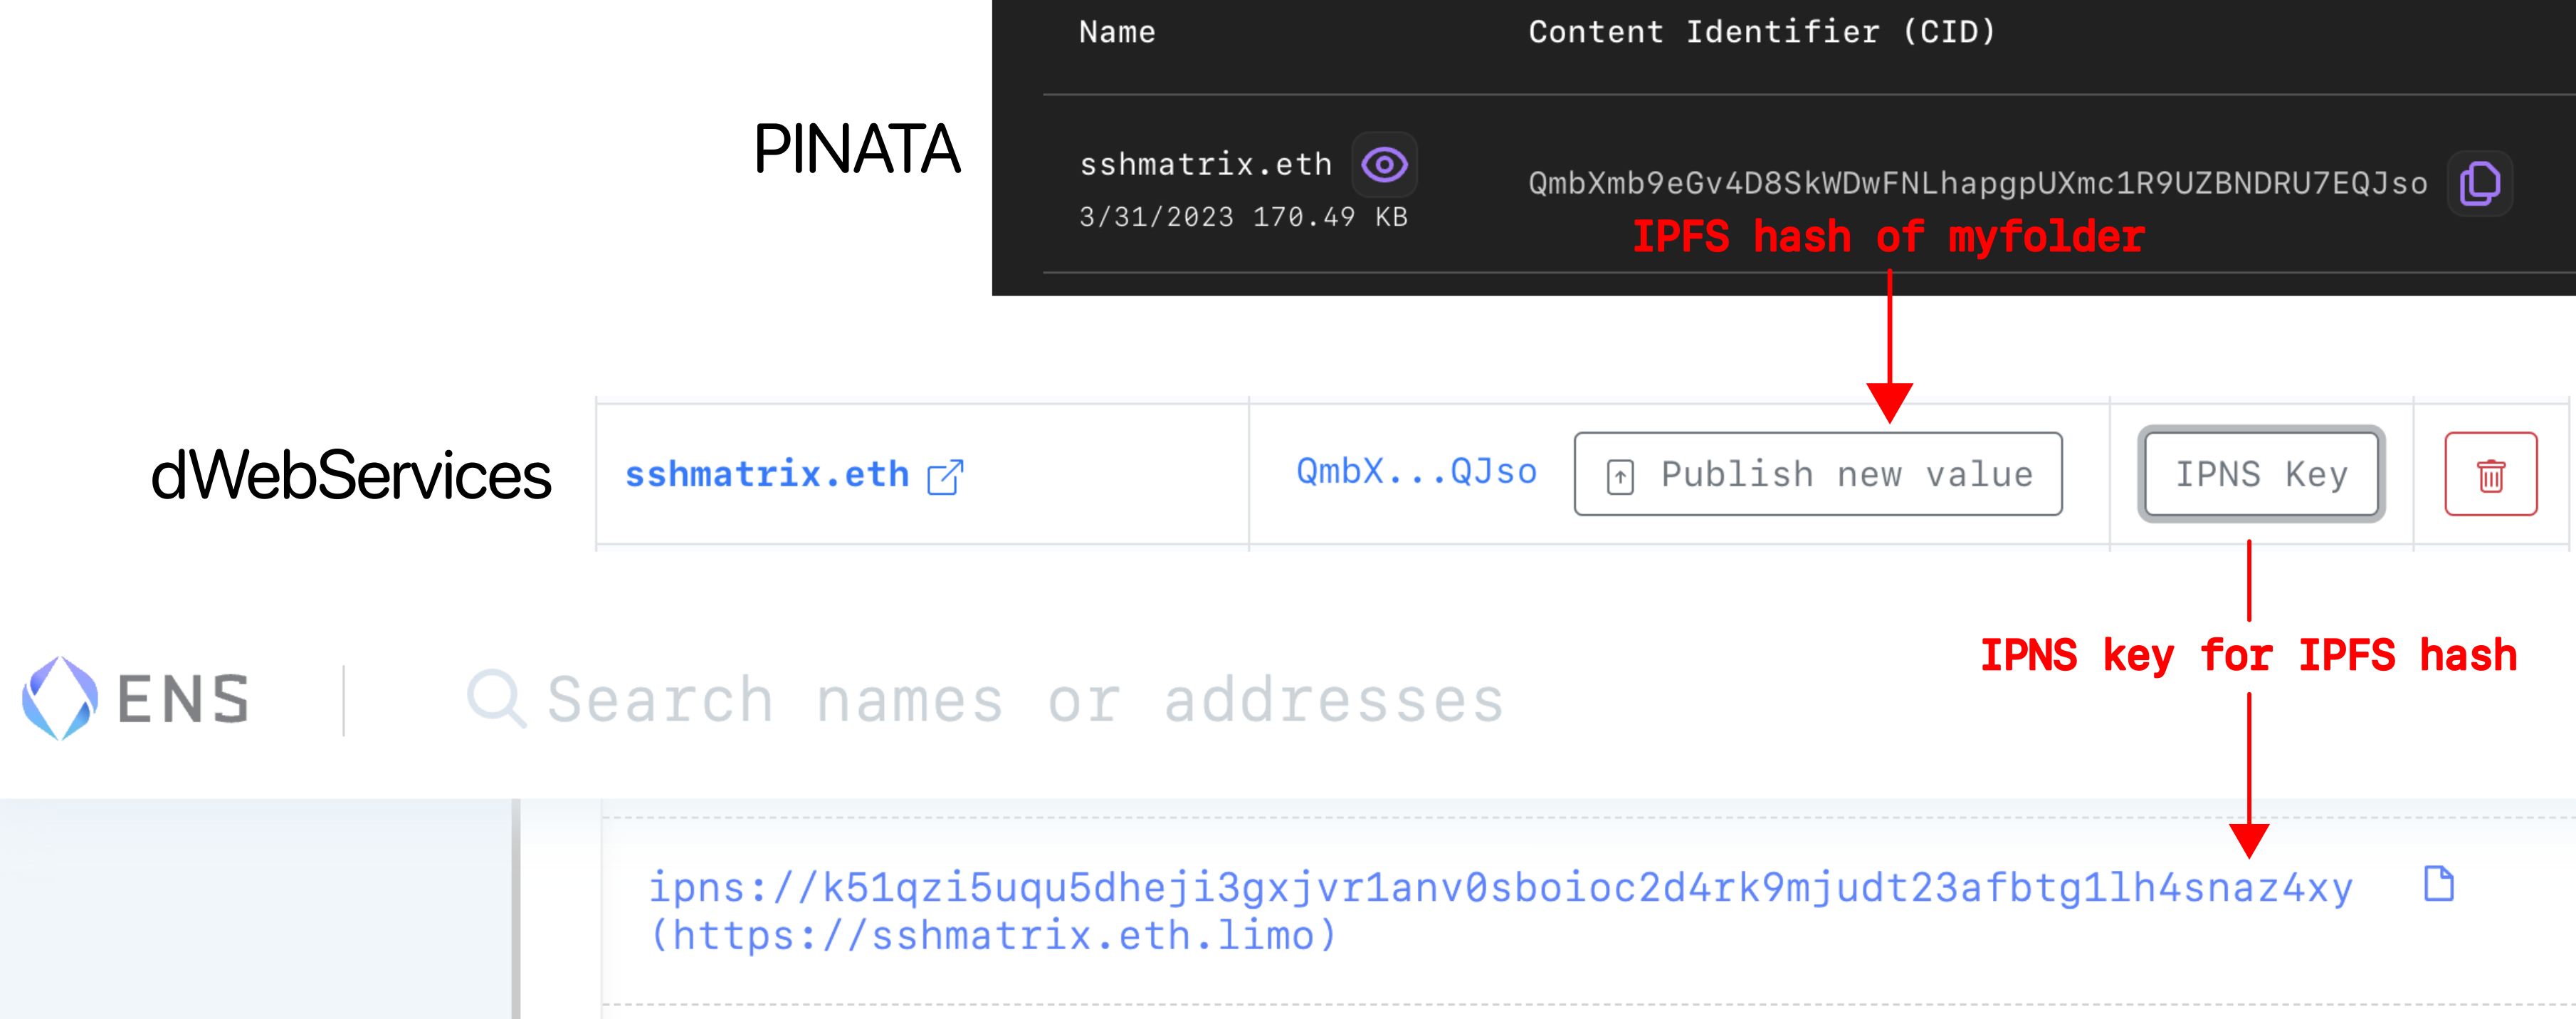 Name Content Identifier (CID)
PINATA
sshmatrix.eth QmbXmb9eGv4D8SkWDwFNLhapgpUXmc1R9UZBNDRU7EQJso
3/31/2023 170.49 KB
IPFS hash of myfolder
dWebServices
sshmatrix.eth QmbX...QJso Publish new value IPNS Key
IPNS key for IPFS hash
ENS Search names or addresses
ipns://k51qzi5uqu5dheji3gxjvr1anv0sboioc2d4rk9mjudt23afbtg1lh4snaz4xy
(https://sshmatrix.eth.limo)